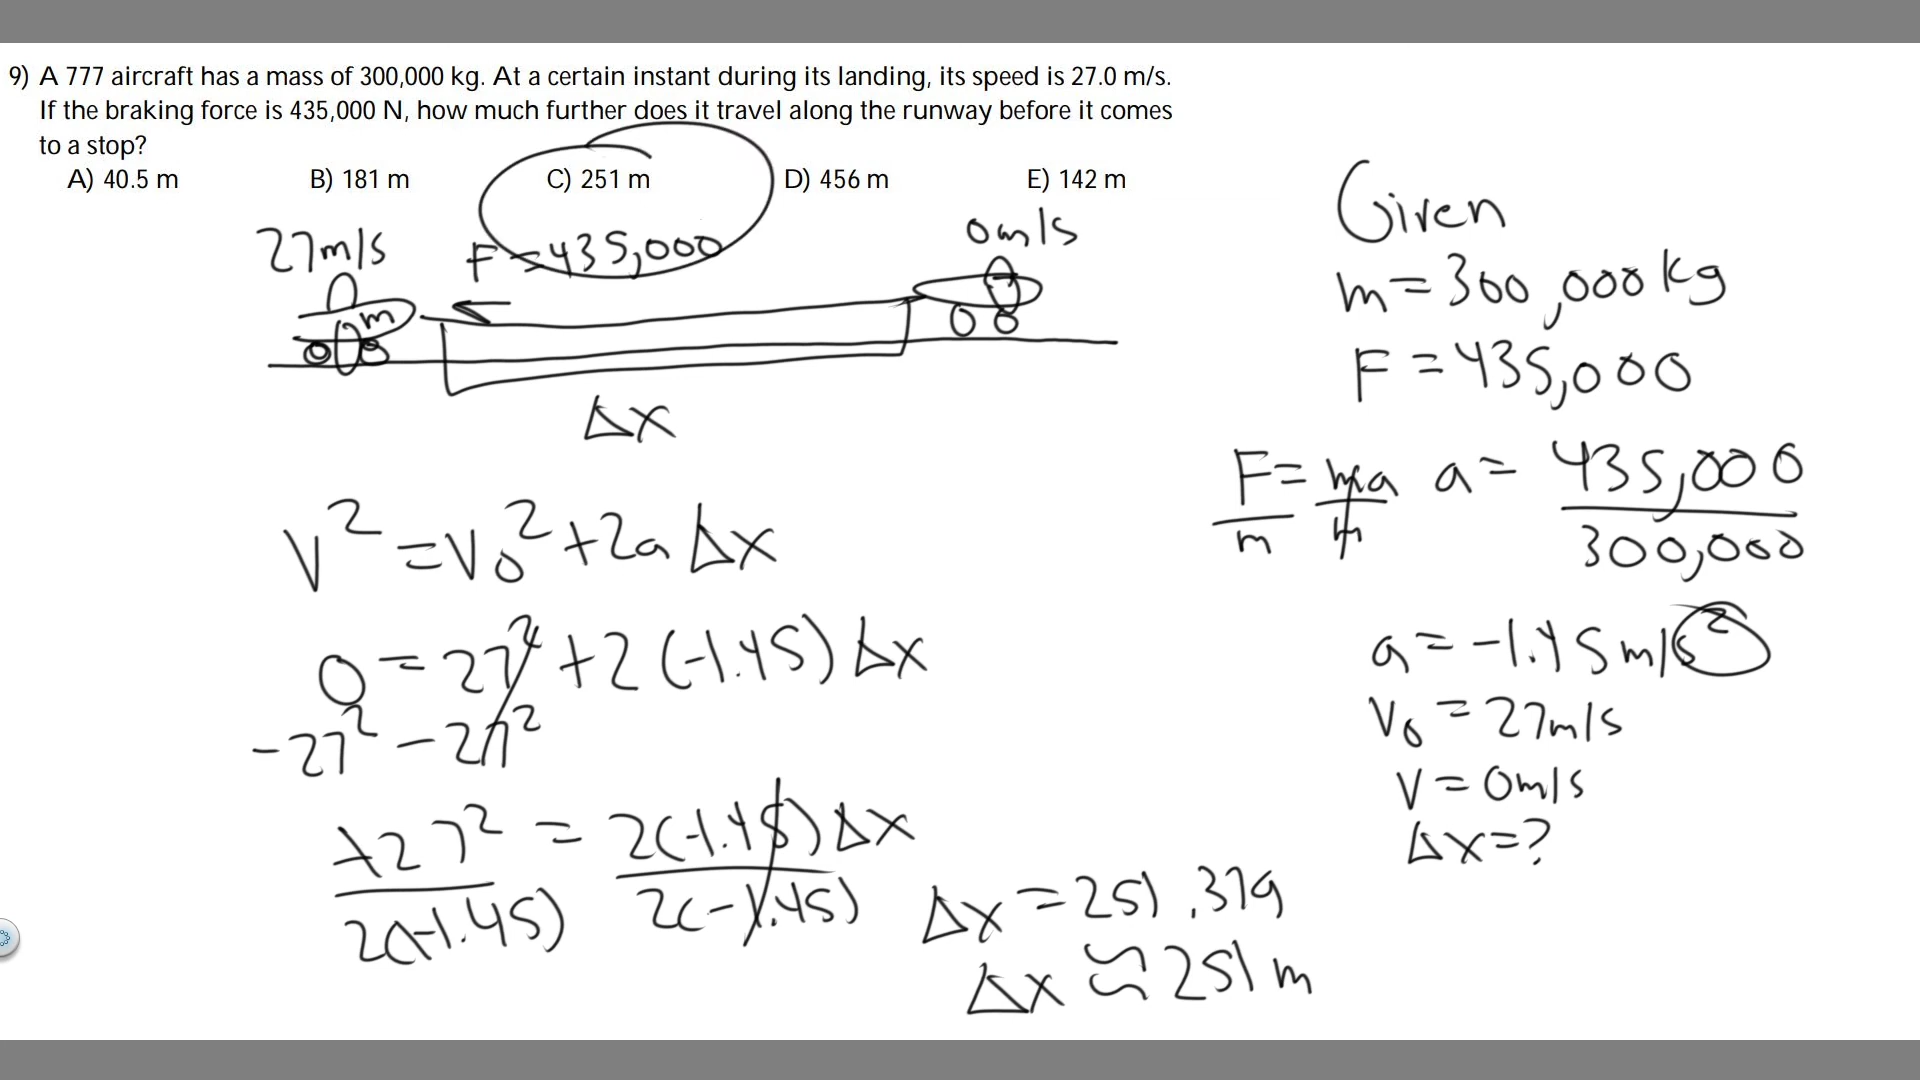 9) A 777 aircraft has a mass of 300,000 kg. At a certain instant during its landing, its speed is 27.0 m/s.
If the braking force is 435,000 N, how much further does it travel along the runway before it comes
to a stop?
A) 40.5 m B) 181 m C) 251 m D) 456 m E) 142 m
27m/s F = 435,000 0m/s
m
Δx
V² = V₀² + 2aΔx
0 = 27² + 2(-1.45)Δx
-27² -27²
+27² = 2(-1.45)Δx
2(-1.45) 2(-1.45)
Δx = 251.379
Δx ≈ 251 m
Given
m = 300,000 kg
F = 435,000
F = ma a = 435,000
m m 300,000
a = -1.45 m/s²
V₀ = 27m/s
V = 0m/s
Δx = ?